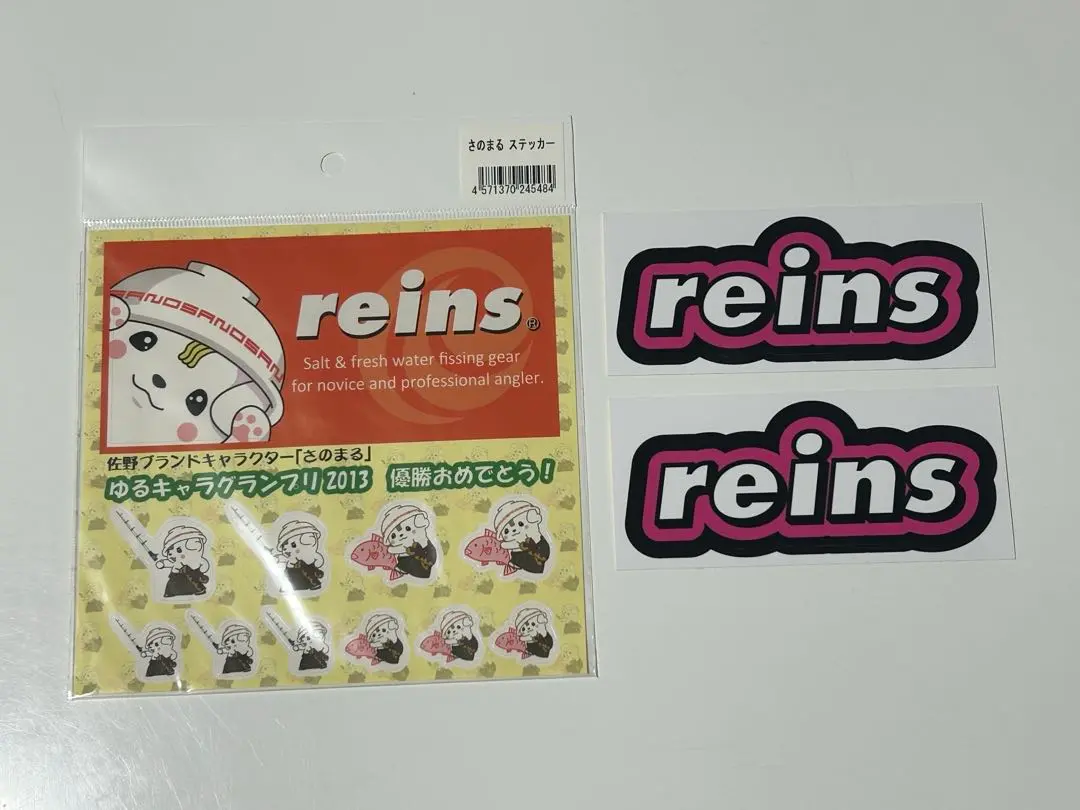 さのまる ステッカー
4 571370 245484
SANOSANOSAN
reins®
Salt & fresh water fissing gear
for novice and professional angler.
佐野ブランドキャラクター「さのまる」
ゆるキャラグランプリ2013 優勝おめでとう!
reins
reins